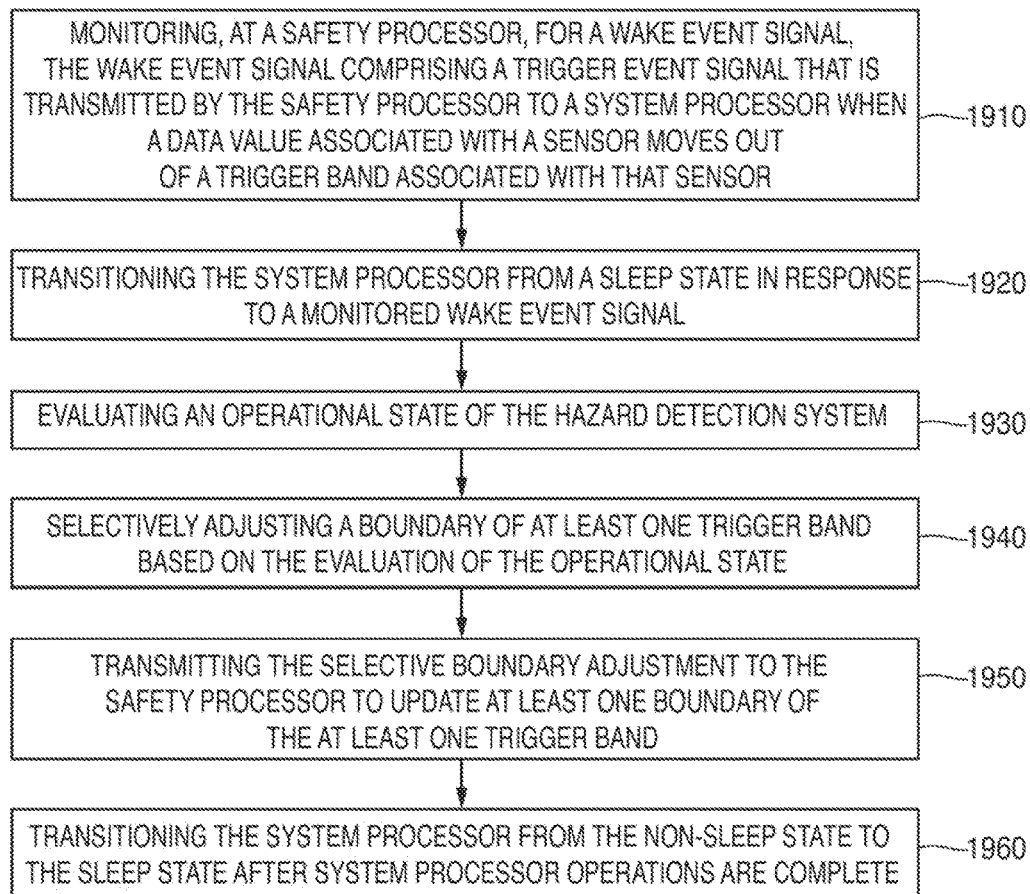 MONITORING, AT A SAFETY PROCESSOR, FOR A WAKE EVENT SIGNAL,
THE WAKE EVENT SIGNAL COMPRISING A TRIGGER EVENT SIGNAL THAT IS
TRANSMITTED BY THE SAFETY PROCESSOR TO A SYSTEM PROCESSOR WHEN
A DATA VALUE ASSOCIATED WITH A SENSOR MOVES OUT
OF A TRIGGER BAND ASSOCIATED WITH THAT SENSOR
1910
TRANSITIONING THE SYSTEM PROCESSOR FROM A SLEEP STATE IN RESPONSE
TO A MONITORED WAKE EVENT SIGNAL
1920
EVALUATING AN OPERATIONAL STATE OF THE HAZARD DETECTION SYSTEM
1930
SELECTIVELY ADJUSTING A BOUNDARY OF AT LEAST ONE TRIGGER BAND
BASED ON THE EVALUATION OF THE OPERATIONAL STATE
1940
TRANSMITTING THE SELECTIVE BOUNDARY ADJUSTMENT TO THE
SAFETY PROCESSOR TO UPDATE AT LEAST ONE BOUNDARY OF
THE AT LEAST ONE TRIGGER BAND
1950
TRANSITIONING THE SYSTEM PROCESSOR FROM THE NON-SLEEP STATE TO
THE SLEEP STATE AFTER SYSTEM PROCESSOR OPERATIONS ARE COMPLETE
1960